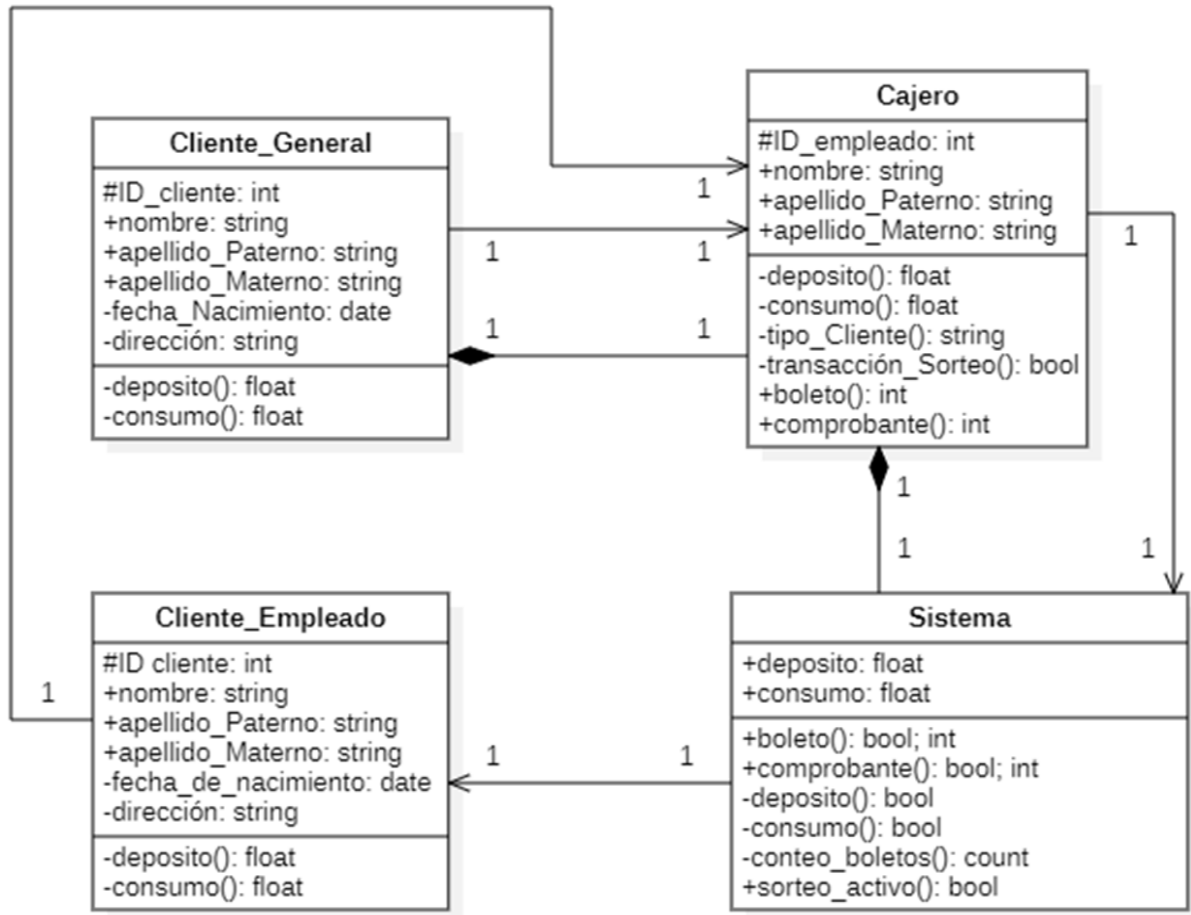 Cliente_General
#ID_cliente: int
+nombre: string
+apellido_Paterno: string
+apellido_Materno: string
-fecha_Nacimiento: date
-dirección: string
-deposito(): float
-consumo(): float
1
1
1
1
1
Cajero
#ID_empleado: int
+nombre: string
+apellido_Paterno: string
+apellido_Materno: string
-deposito(): float
-consumo(): float
-tipo_Cliente(): string
-transacción_Sorteo(): bool
+boleto(): int
+comprobante(): int
1
1
1
1
Cliente_Empleado
#ID cliente: int
+nombre: string
+apellido_Paterno: string
+apellido_Materno: string
-fecha_de_nacimiento: date
-dirección: string
-deposito(): float
-consumo(): float
1
1
1
Sistema
+deposito: float
+consumo: float
+boleto(): bool; int
+comprobante(): bool; int
-deposito(): bool
-consumo(): bool
-conteo_boletos(): count
+sorteo_activo(): bool